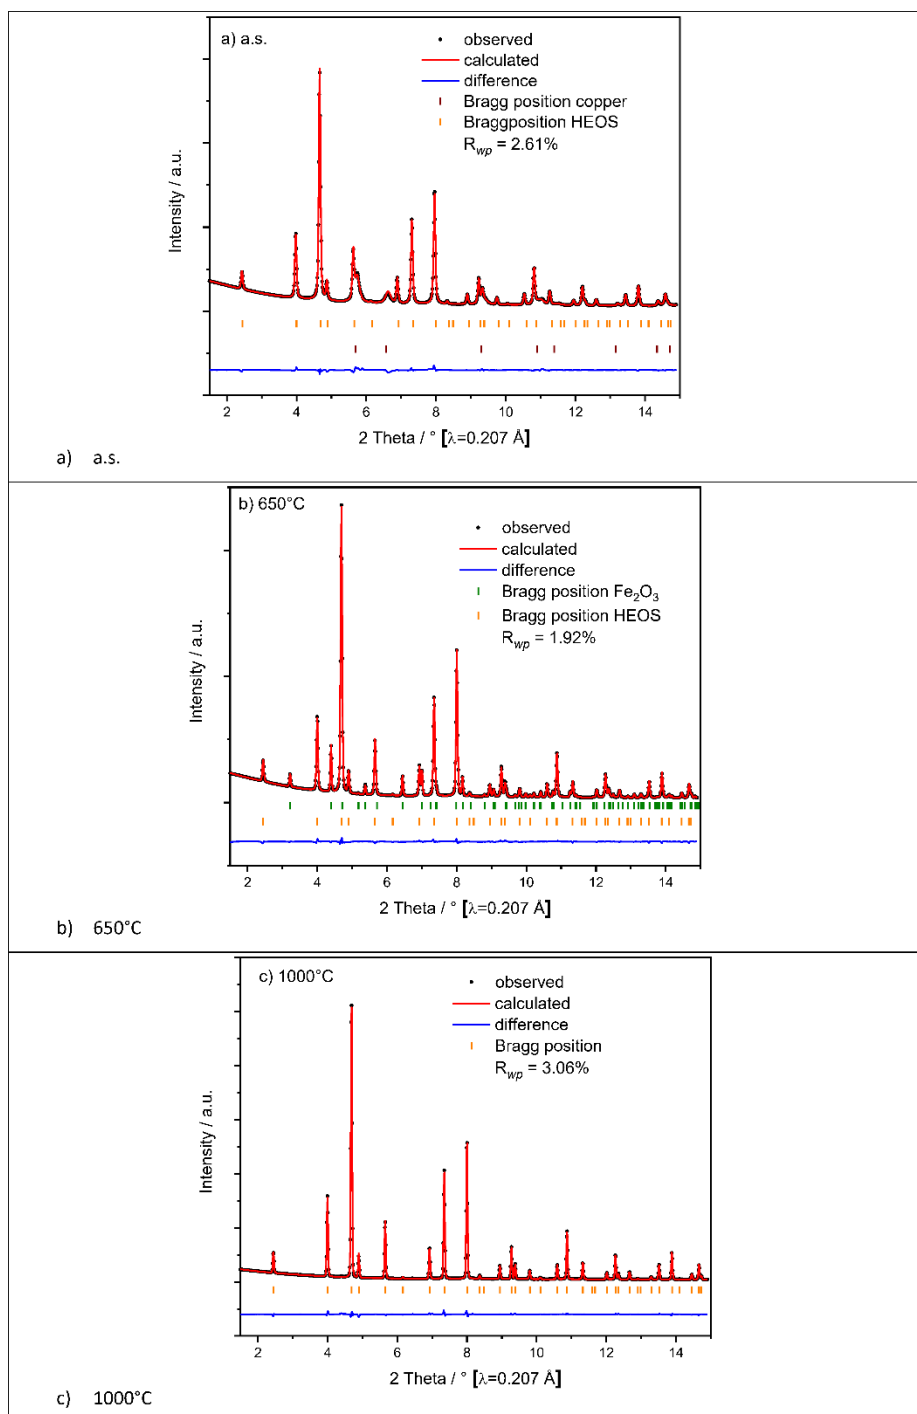 a) a.s.
observed
calculated
difference
Bragg position copper
Braggposition HEOS
R_wp = 2.61%
Intensity / a.u.
2 4 6 8 10 12 14
2 Theta / ° [λ=0.207 Å]
a) a.s.
b) 650°C
observed
calculated
difference
Bragg position Fe₂O₃
Bragg position HEOS
R_wp = 1.92%
Intensity / a.u.
2 4 6 8 10 12 14
2 Theta / ° [λ=0.207 Å]
b) 650°C
c) 1000°C
observed
calculated
difference
Bragg position
R_wp = 3.06%
Intensity / a.u.
2 4 6 8 10 12 14
2 Theta / ° [λ=0.207 Å]
c) 1000°C